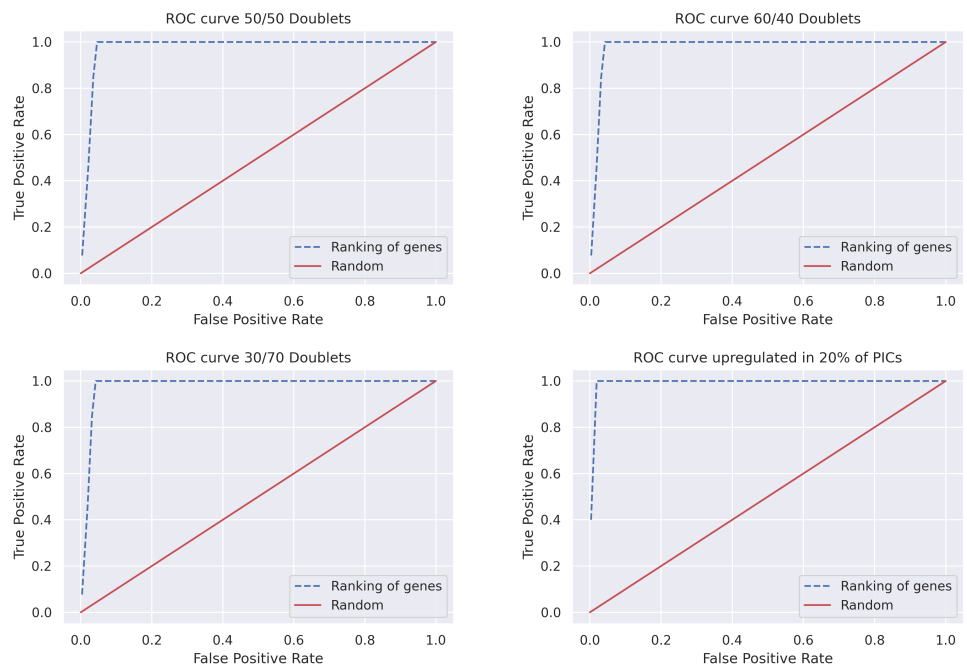 ROC curve 50/50 Doublets
1.0
0.8
0.6
0.4
0.2
0.0
True Positive Rate
Ranking of genes
Random
0.0 0.2 0.4 0.6 0.8 1.0
False Positive Rate
ROC curve 60/40 Doublets
1.0
0.8
0.6
0.4
0.2
0.0
True Positive Rate
Ranking of genes
Random
0.0 0.2 0.4 0.6 0.8 1.0
False Positive Rate
ROC curve 30/70 Doublets
1.0
0.8
0.6
0.4
0.2
0.0
True Positive Rate
Ranking of genes
Random
0.0 0.2 0.4 0.6 0.8 1.0
False Positive Rate
ROC curve upregulated in 20% of PICs
1.0
0.8
0.6
0.4
0.2
0.0
True Positive Rate
Ranking of genes
Random
0.0 0.2 0.4 0.6 0.8 1.0
False Positive Rate